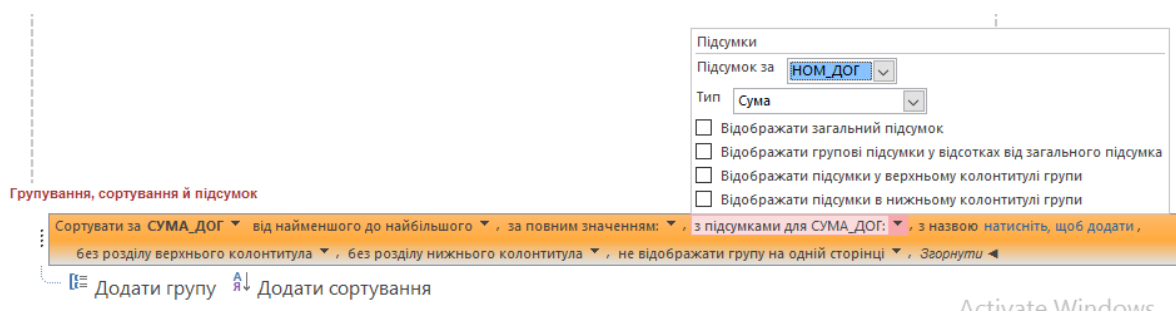 Підсумки
Підсумок за НОМ_ДОГ
Тип Сума
Відображати загальний підсумок
Відображати групові підсумки у відсотках від загального підсумка
Відображати підсумки у верхньому колонтитулі групи
Відображати підсумки в нижньому колонтитулі групи
Групування, сортування й підсумок
Сортувати за СУМА_ДОГ від найменшого до найбільшого , за повним значенням: , з підсумками для СУМА_ДОГ: , з назвою натисніть, щоб додати ,
без розділу верхнього колонтитула , без розділу нижнього колонтитула , не відображати групу на одній сторінці , Згорнути
Додати групу Додати сортування
Activate Windows